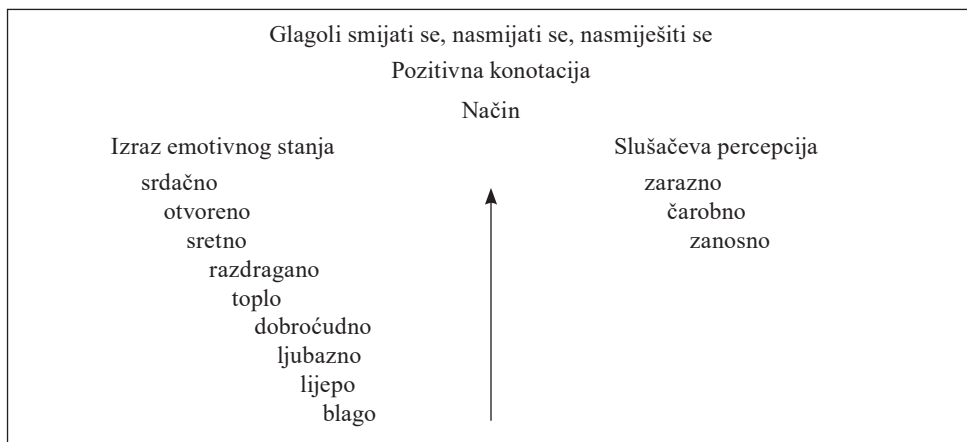 Glagoli smijati se, nasmijati se, nasmiješiti se
Pozitivna konotacija
Način
Izraz emotivnog stanja
srdačno
otvoreno
sretno
razdragano
toplo
dobroćudno
ljubazno
lijepo
blago
Slušačeva percepcija
zarazno
čarobno
zanosno